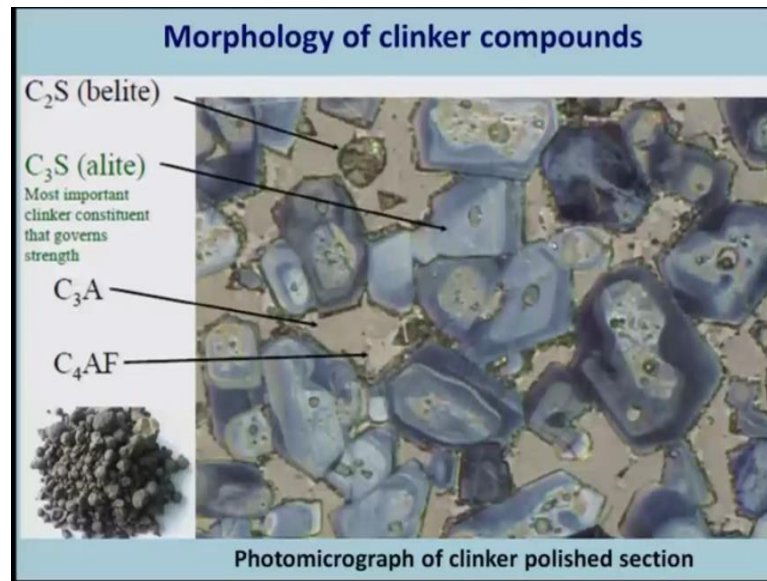 Morphology of clinker compounds
C₂S (belite)
C₃S (alite)
Most important
clinker constituent
that governs
strength
C₃A
C₄AF
Photomicrograph of clinker polished section